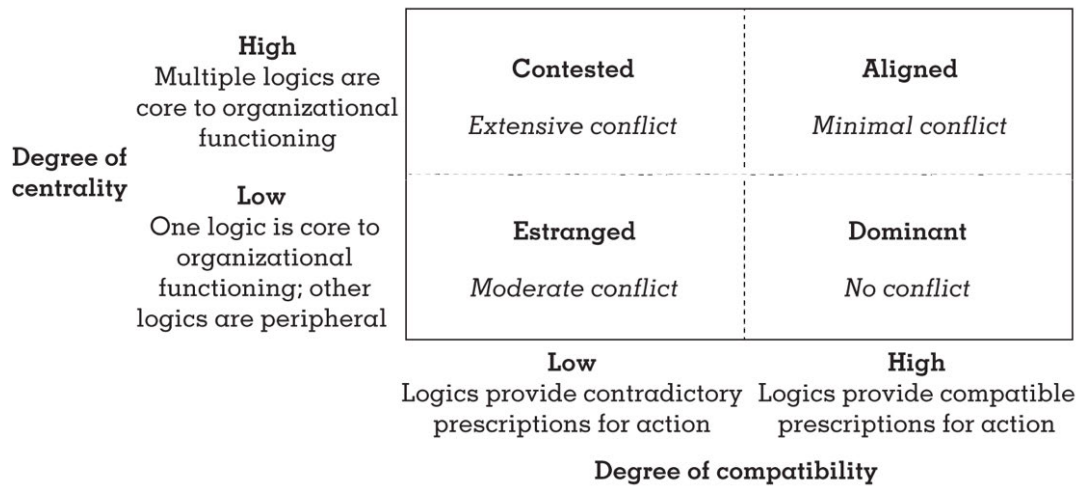 High
Multiple logics are
core to organizational
functioning
Contested
Extensive conflict
Aligned
Minimal conflict
Degree of
centrality
Low
One logic is core to
organizational
functioning; other
logics are peripheral
Estranged
Moderate conflict
Dominant
No conflict
Low
Logics provide contradictory
prescriptions for action
High
Logics provide compatible
prescriptions for action
Degree of compatibility